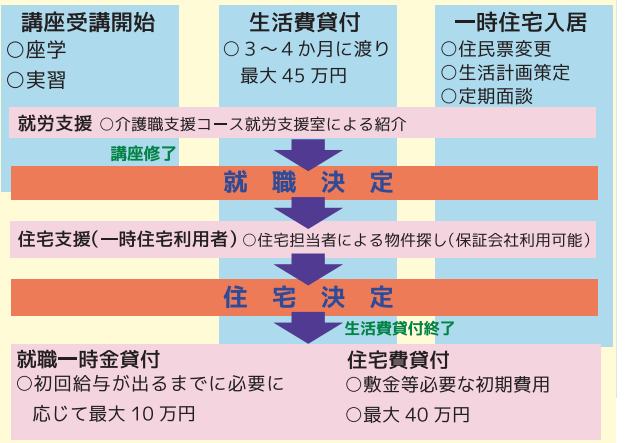 講座受講開始
○座学
○実習
生活費貸付
○３～４か月に渡り
最大 45 万円
一時住宅入居
○住民票変更
○生活計画策定
○定期面談
就労支援 ○介護職支援コース就労支援室による紹介
講座修了
就 職 決 定
住宅支援（一時住宅利用者）○住宅担当者による物件探し（保証会社利用可能）
住 宅 決 定
生活費貸付終了
就職一時金貸付
○初回給与が出るまでに必要に
応じて最大 10 万円
住宅費貸付
○敷金等必要な初期費用
○最大 40 万円